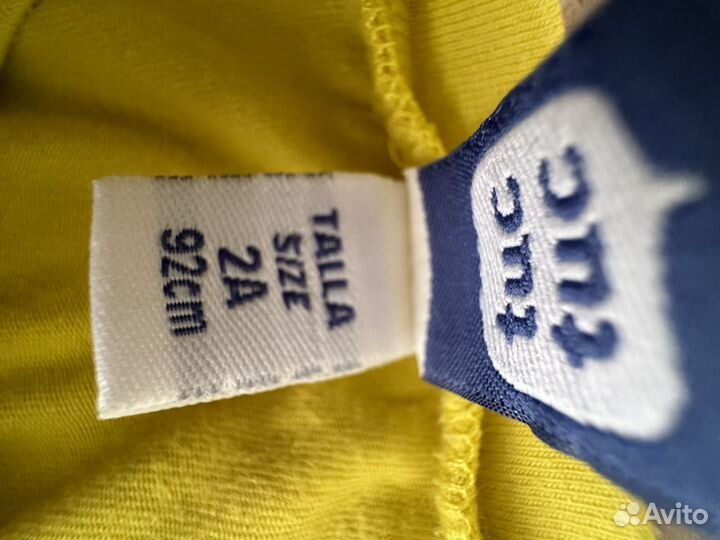 tuc
tuc
TALLA
SIZE
2A
92cm
Avito